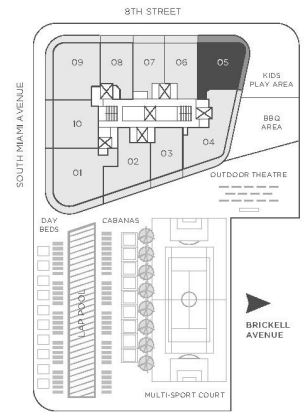 8TH STREET
SOUTH MIAMI AVENUE
09
08
07
06
05
KIDS
PLAY AREA
10
BBQ
AREA
04
03
02
01
OUTDOOR THEATRE
DAY
BEDS
CABANAS
LAP POOL
BRICKELL
AVENUE
MULTI-SPORT COURT